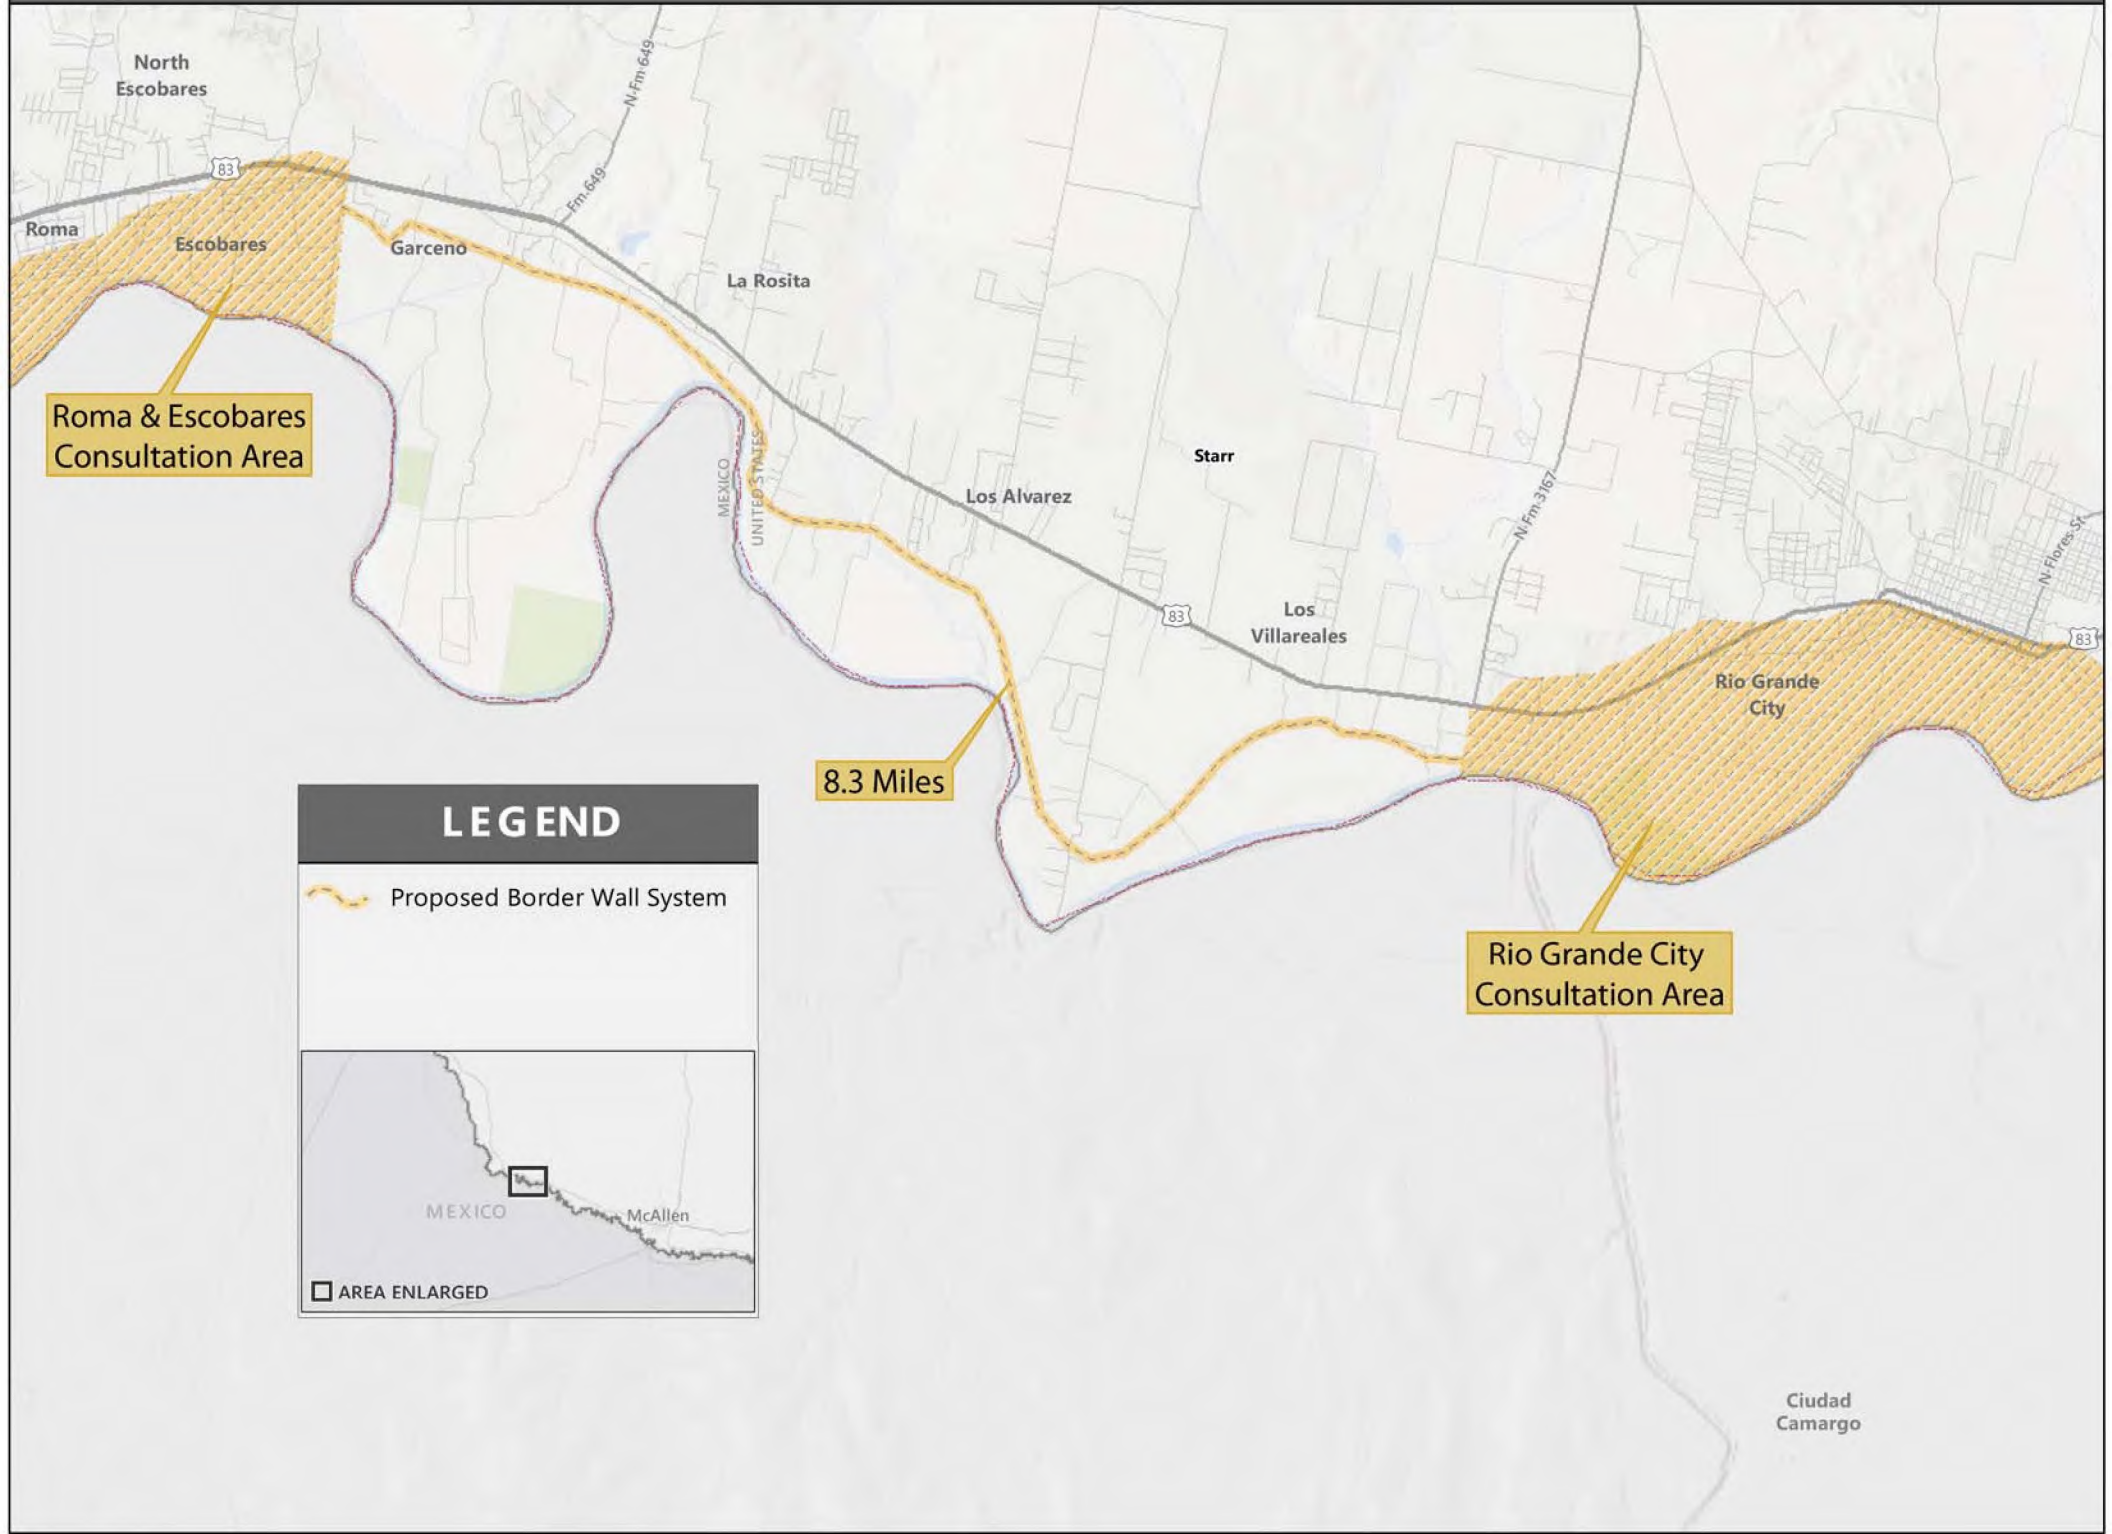 North
Escobares
N-Fm-649
83
Fm-649
Roma
Escobares
Garceno
La Rosita
Roma & Escobares
Consultation Area
MEXICO
UNITED STATES
Starr
Los Alvarez
N-Fm-3167
N-Flores-St
83
Los
Villareales
83
Rio Grande
City
8.3 Miles
LEGEND
Proposed Border Wall System
Rio Grande City
Consultation Area
MEXICO
McAllen
AREA ENLARGED
Ciudad
Camargo